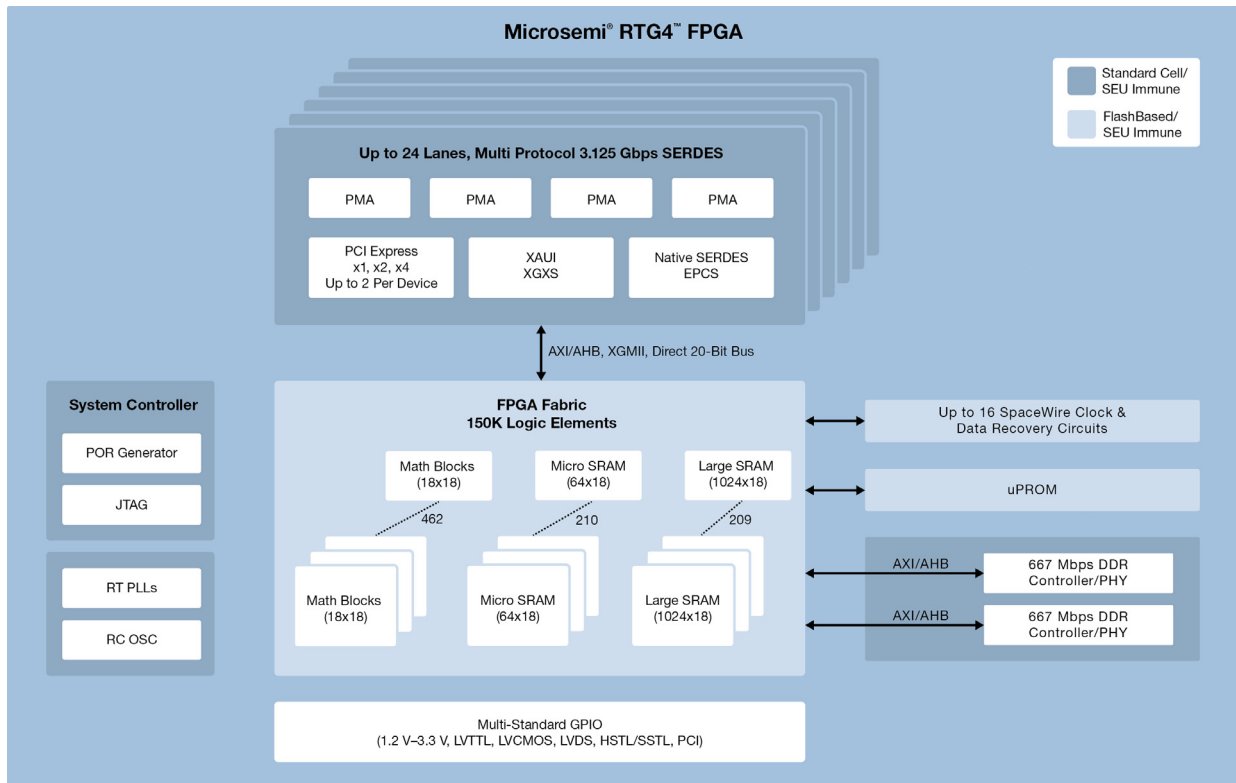 Microsemi® RTG4™ FPGA
Standard Cell/
SEU Immune
FlashBased/
SEU Immune
Up to 24 Lanes, Multi Protocol 3.125 Gbps SERDES
PMA
PMA
PMA
PMA
PCI Express
x1, x2, x4
Up to 2 Per Device
XAUI
XGXS
Native SERDES
EPCS
AXI/AHB, XGMII, Direct 20-Bit Bus
System Controller
POR Generator
JTAG
RT PLLs
RC OSC
FPGA Fabric
150K Logic Elements
Math Blocks
(18x18)
Micro SRAM
(64x18)
Large SRAM
(1024x18)
462
210
209
Math Blocks
(18x18)
Micro SRAM
(64x18)
Large SRAM
(1024x18)
Up to 16 SpaceWire Clock &
Data Recovery Circuits
uPROM
AXI/AHB
667 Mbps DDR
Controller/PHY
AXI/AHB
667 Mbps DDR
Controller/PHY
Multi-Standard GPIO
(1.2 V–3.3 V, LVTTL, LVCMOS, LVDS, HSTL/SSTL, PCI)